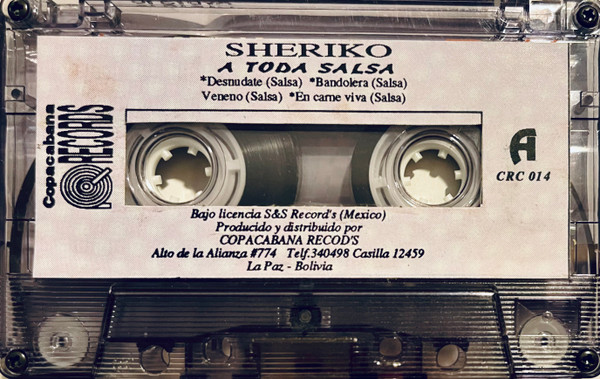 SHERIKO
A TODA SALSA
*Desnudate (Salsa) *Bandolera (Salsa)
Veneno (Salsa) *En carne viva (Salsa)
Copacabana
RECORDS
A
CRC 014
Bajo licencia S&S Record's (Mexico)
Producido y distribuido por
COPACABANA RECOD'S
Alto de la Alianza #774 Telf.340498 Casilla 12459
La Paz - Bolivia